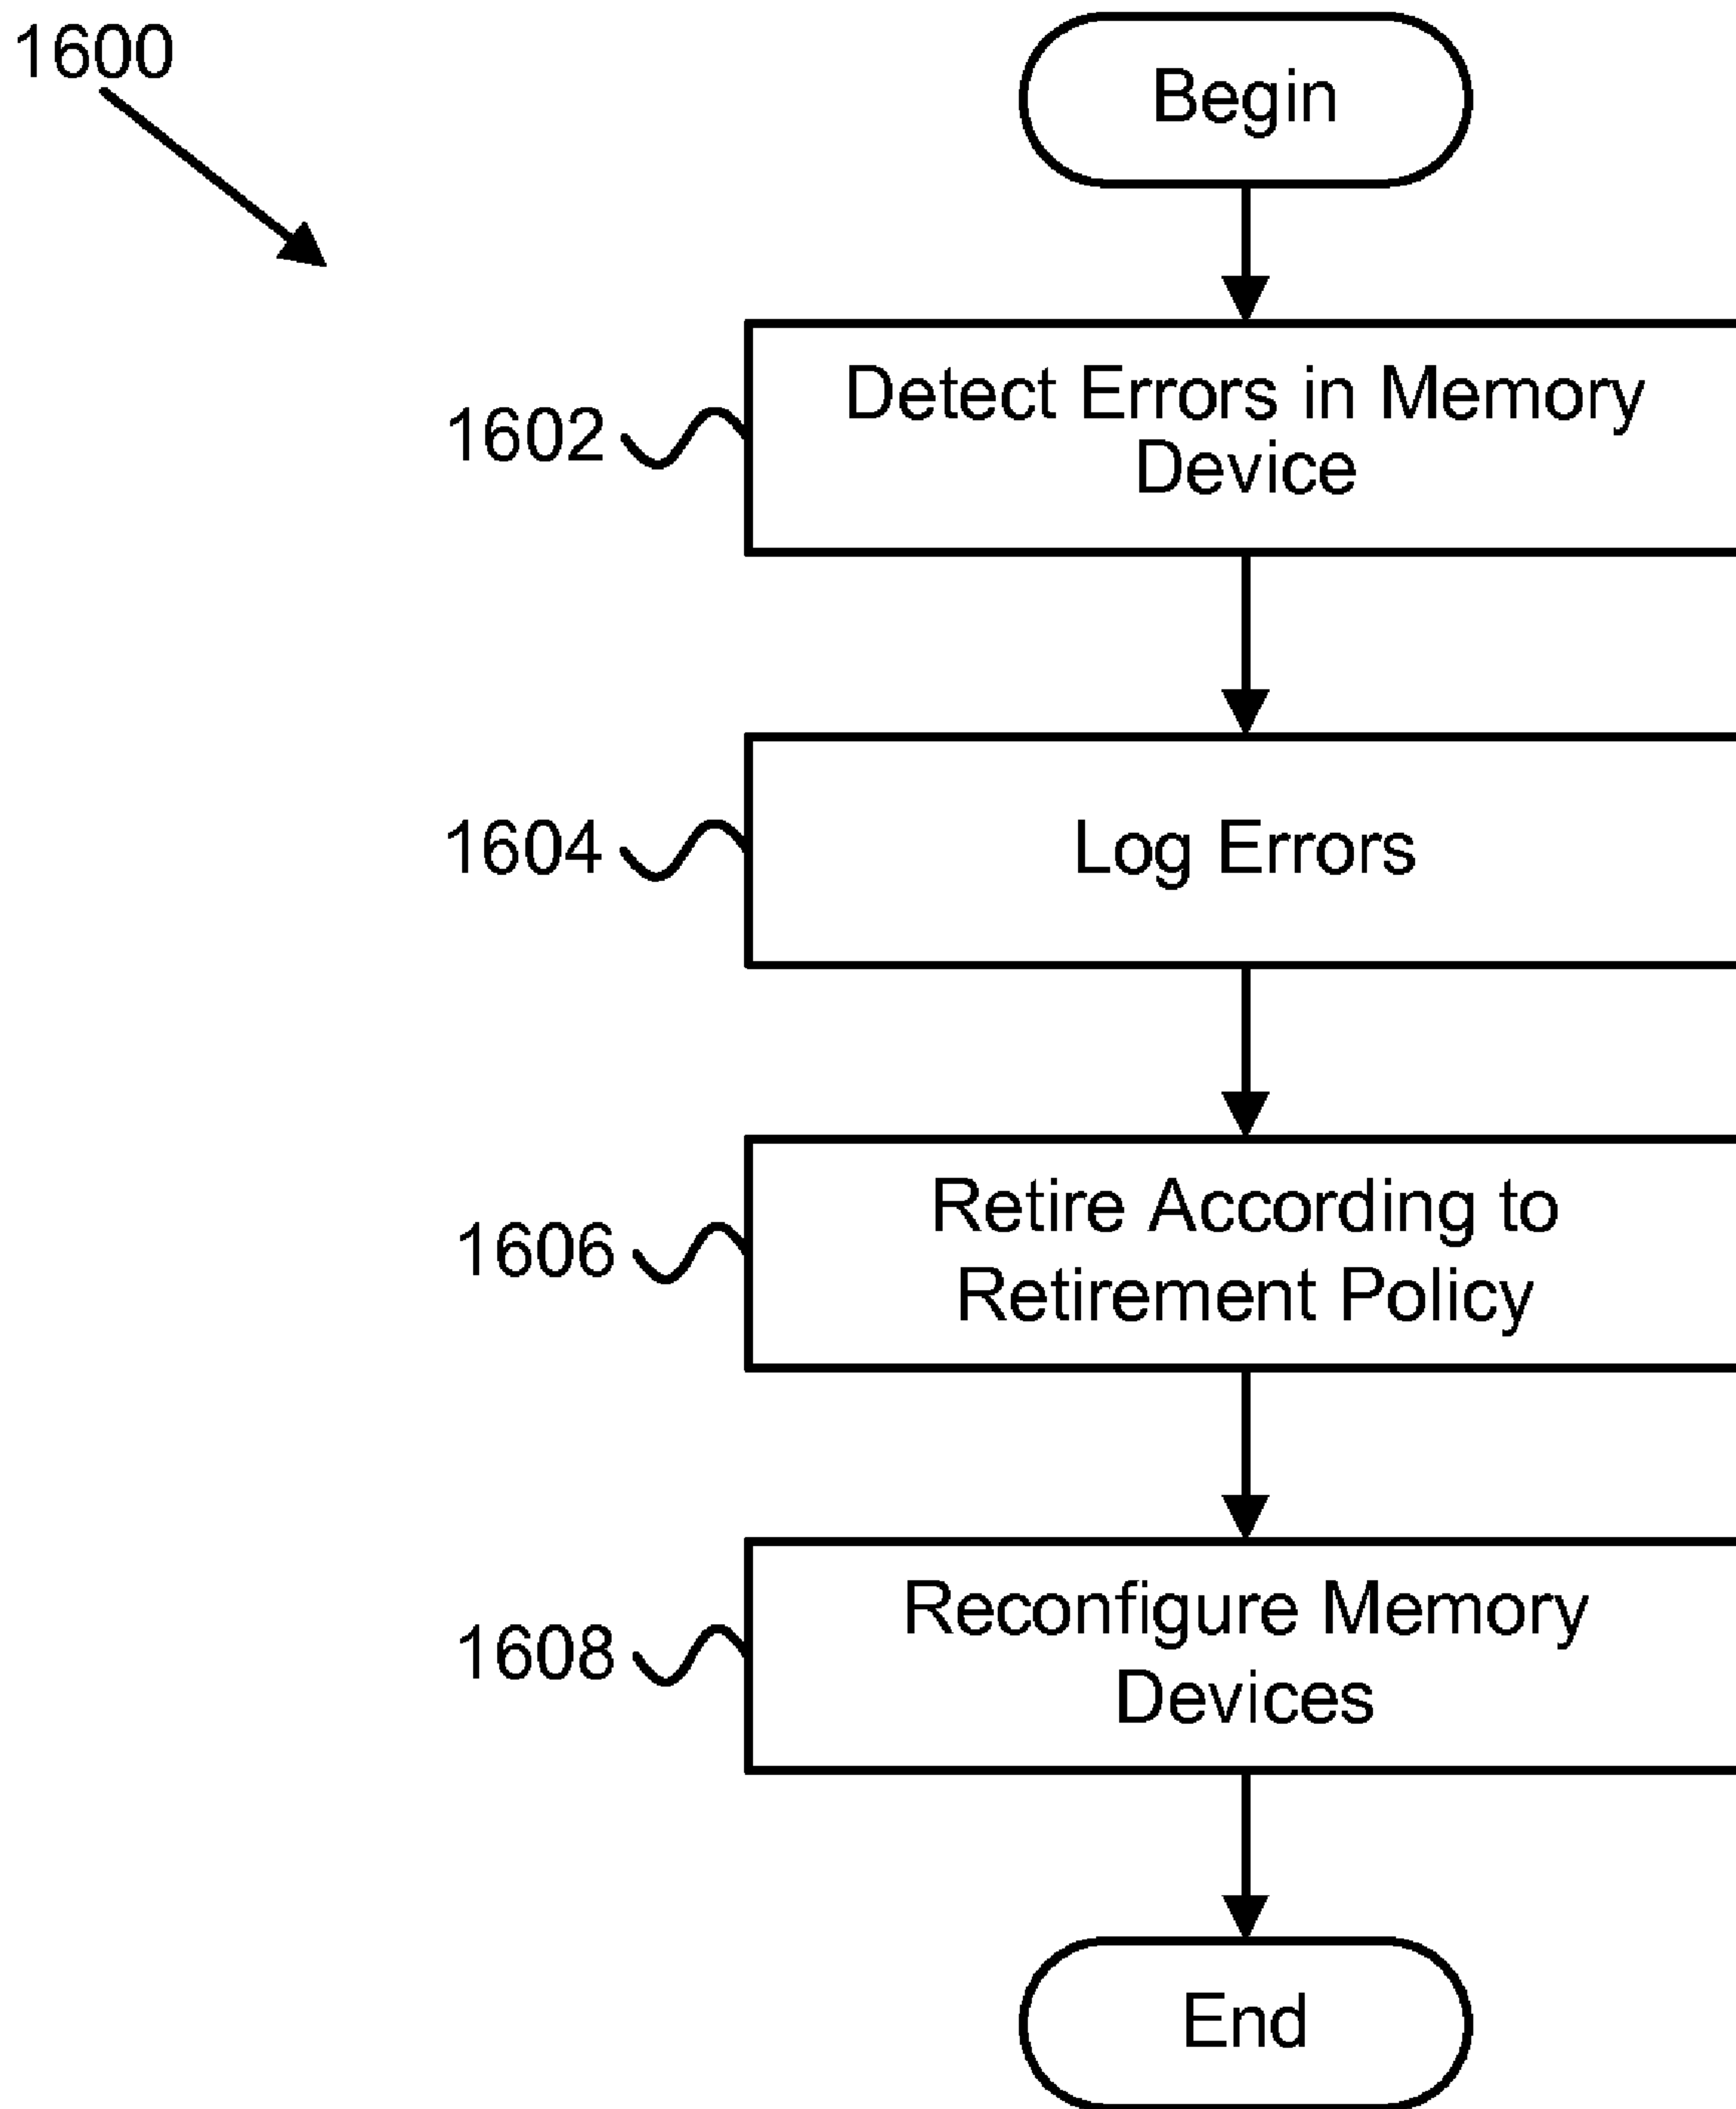 1600
Begin
1602
Detect Errors in Memory
Device
1604
Log Errors
1606
Retire According to
Retirement Policy
1608
Reconfigure Memory
Devices
End